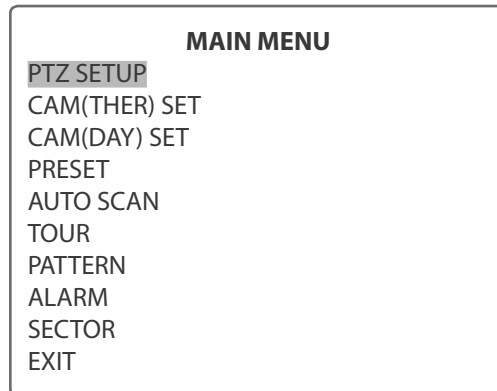 MAIN MENU
PTZ SETUP
CAM(THER) SET
CAM(DAY) SET
PRESET
AUTO SCAN
TOUR
PATTERN
ALARM
SECTOR
EXIT